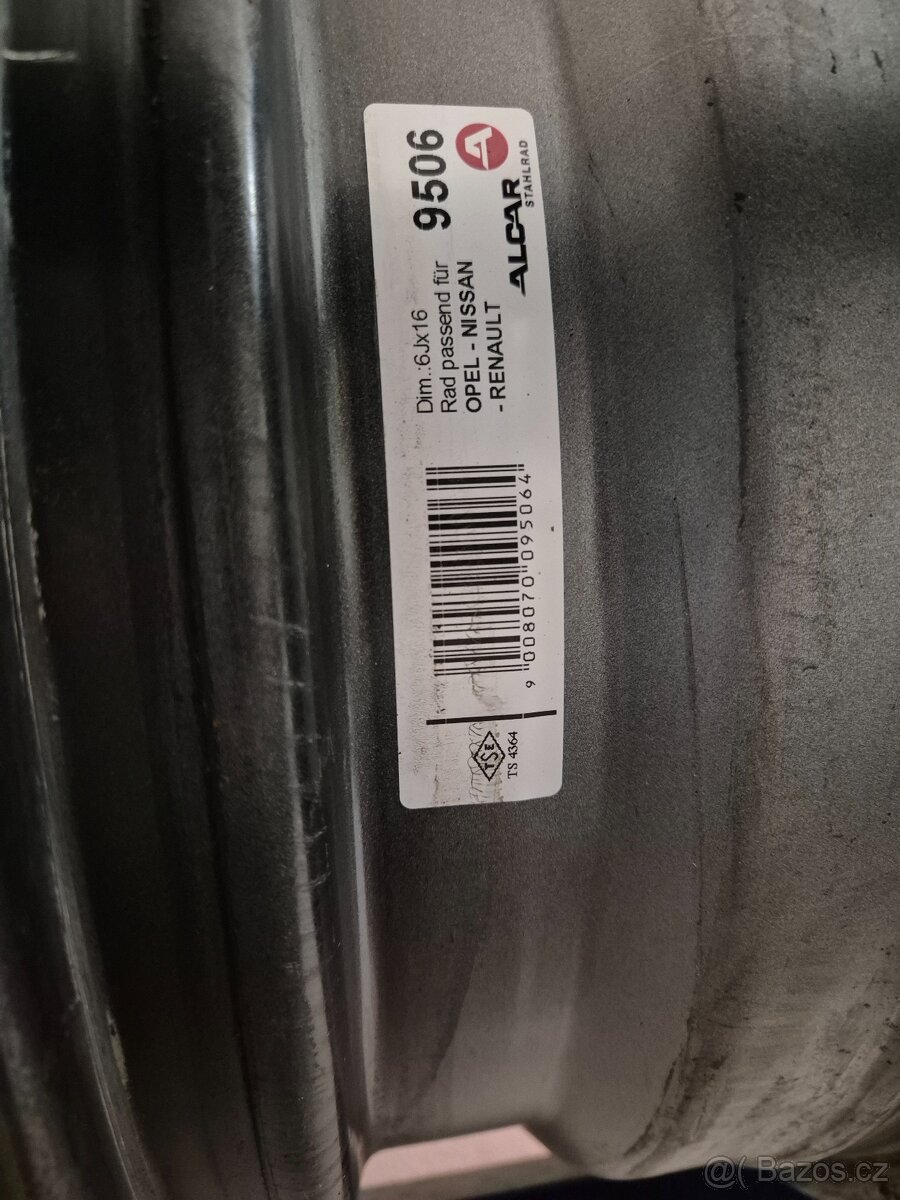 Dim.:6Jx16
Rad passend für
OPEL - NISSAN
- RENAULT
9506
A
ALCAR
STAHLRAD
9 008070 095064
TSE
TS 4364
@( Bazos.cz